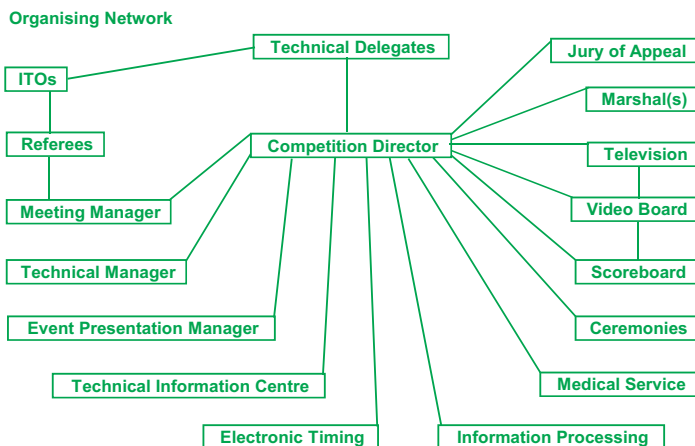 Organising Network
Technical Delegates
Jury of Appeal
ITOs
Marshal(s)
Referees
Competition Director
Television
Meeting Manager
Video Board
Technical Manager
Scoreboard
Event Presentation Manager
Ceremonies
Technical Information Centre
Medical Service
Electronic Timing
Information Processing